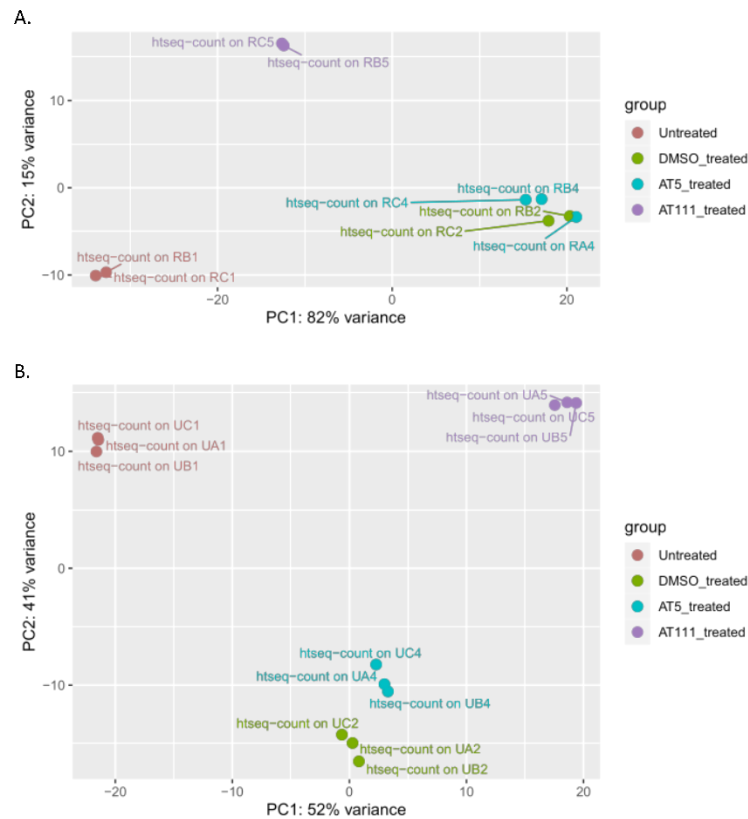 A.
htseq−count on RC5
htseq−count on RB5
htseq−count on RB4
htseq−count on RC4
htseq−count on RB2
htseq−count on RC2
htseq−count on RA4
htseq−count on RB1
htseq−count on RC1
10
0
−10
−20
0
20
PC2: 15% variance
PC1: 82% variance
group
Untreated
DMSO_treated
AT5_treated
AT111_treated
B.
htseq−count on UA5
htseq−count on UC5
htseq−count on UB5
htseq−count on UC1
htseq−count on UA1
htseq−count on UB1
htseq−count on UC4
htseq−count on UA4
htseq−count on UB4
htseq−count on UC2
htseq−count on UA2
htseq−count on UB2
10
0
−10
−20
−10
0
10
20
PC2: 41% variance
PC1: 52% variance
group
Untreated
DMSO_treated
AT5_treated
AT111_treated